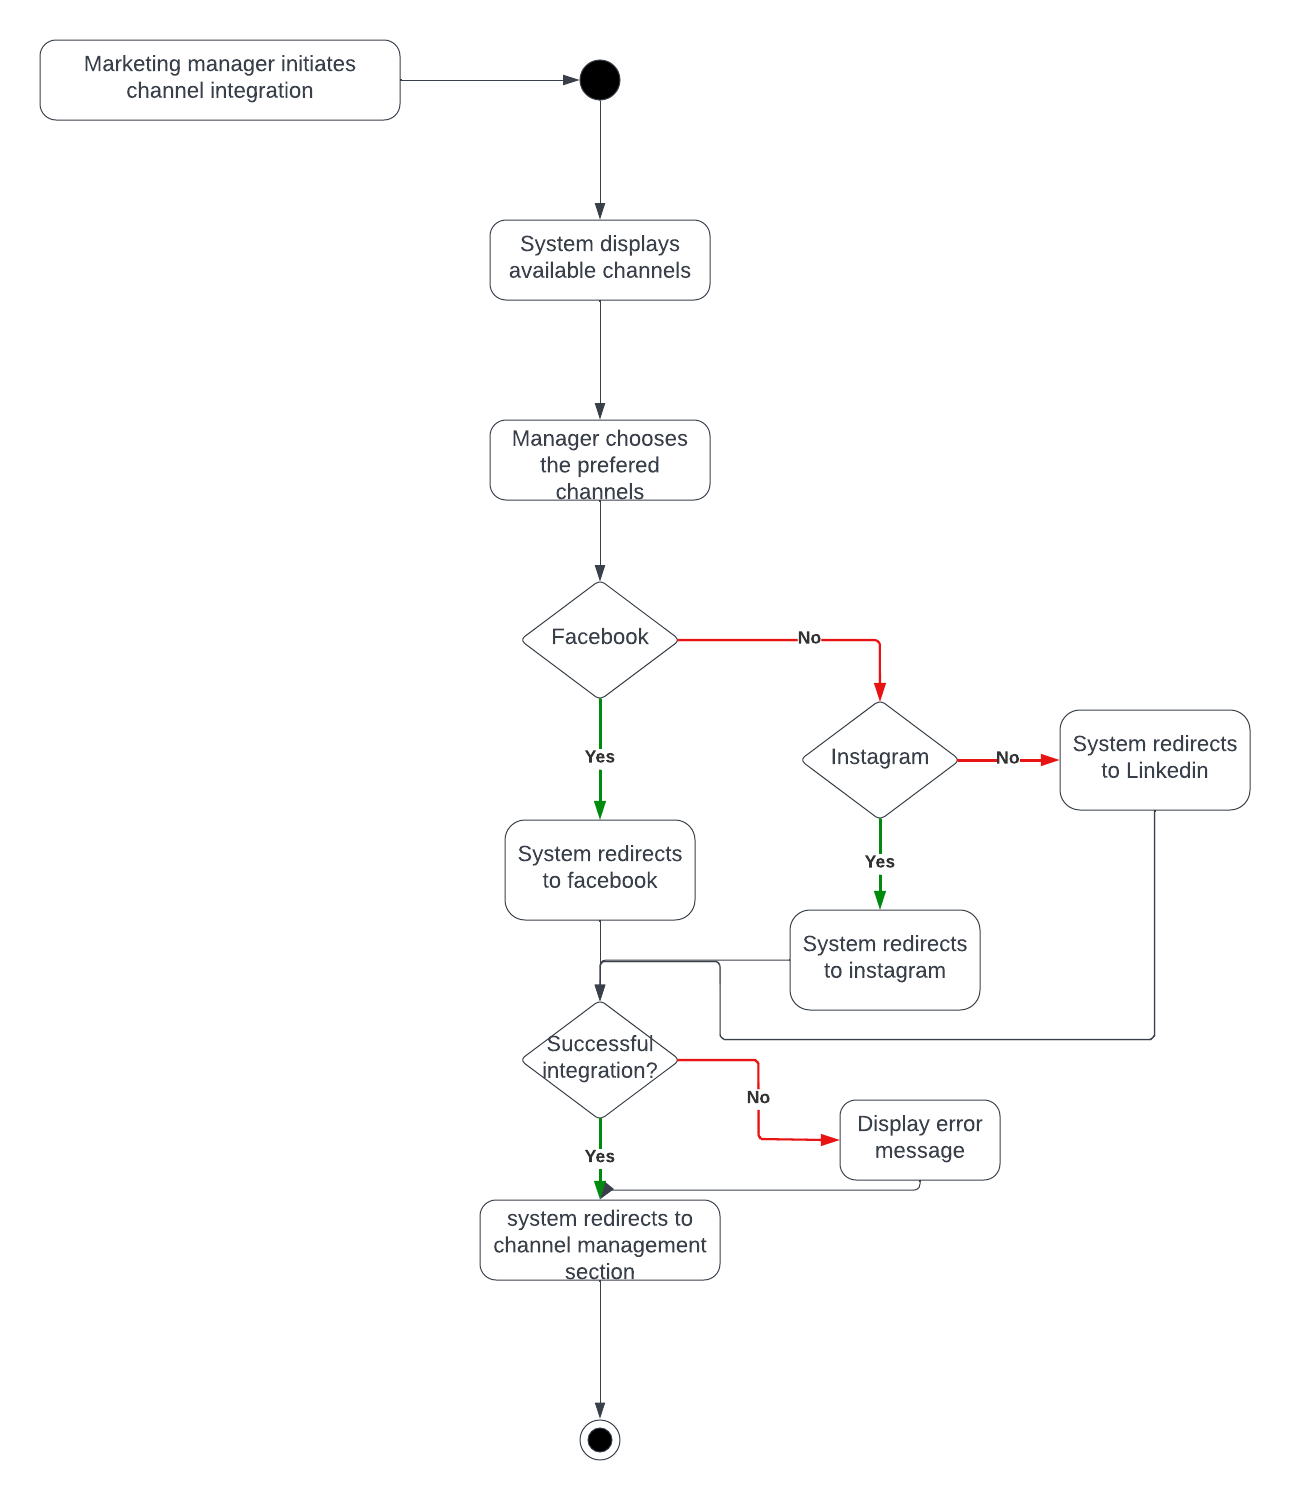 Marketing manager initiates
channel integration
System displays
available channels
Manager chooses
the prefered
channels
Facebook
No
Yes
Instagram
No
System redirects
to Linkedin
Yes
System redirects
to facebook
System redirects
to instagram
Successful
integration?
No
Yes
Display error
message
system redirects to
channel management
section